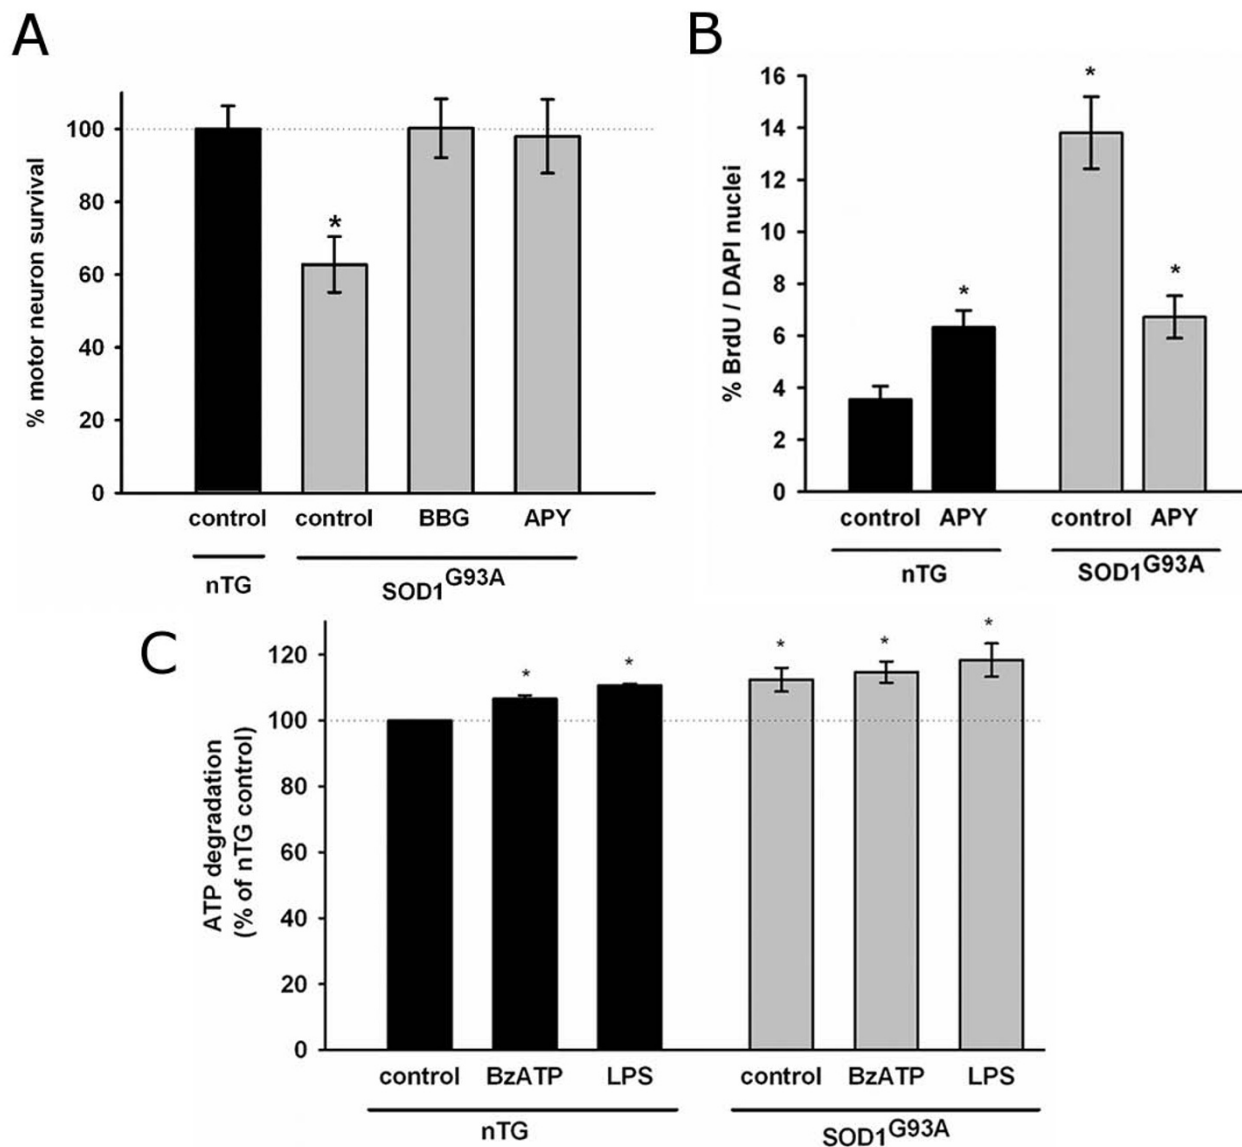 A
% motor neuron survival
100
80
60
40
20
0
*
control
control
BBG
APY
nTG
SOD1G93A
B
% BrdU / DAPI nuclei
16
14
12
10
8
6
4
2
0
*
*
*
control
APY
control
APY
nTG
SOD1G93A
C
ATP degradation
(% of nTG control)
120
100
80
60
40
20
0
*
*
*
*
*
control
BzATP
LPS
control
BzATP
LPS
nTG
SOD1G93A